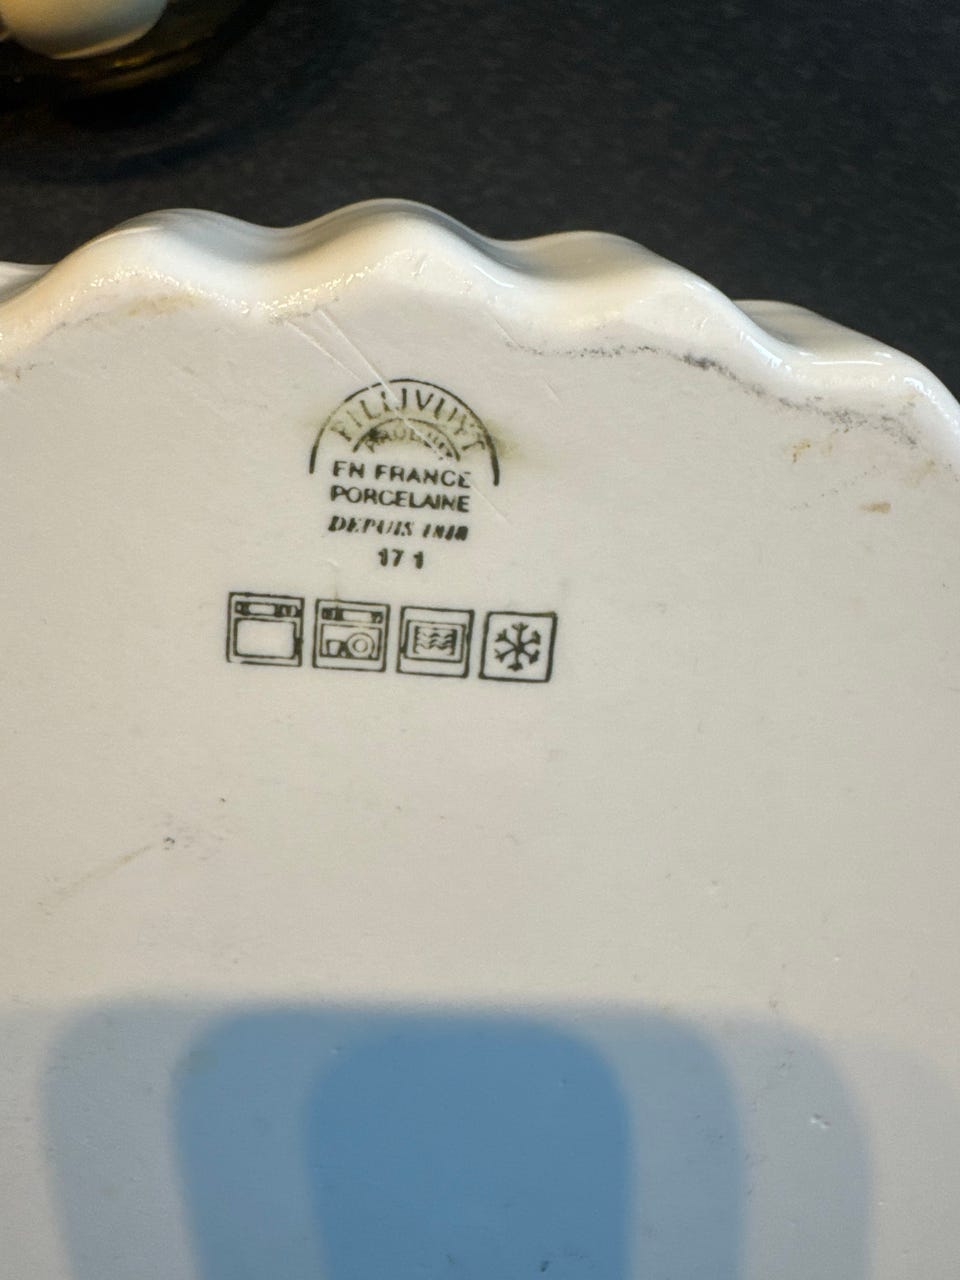 PILLIVUYT
EN FRANCE
PORCELAINE
DEPUIS 1818
17 1